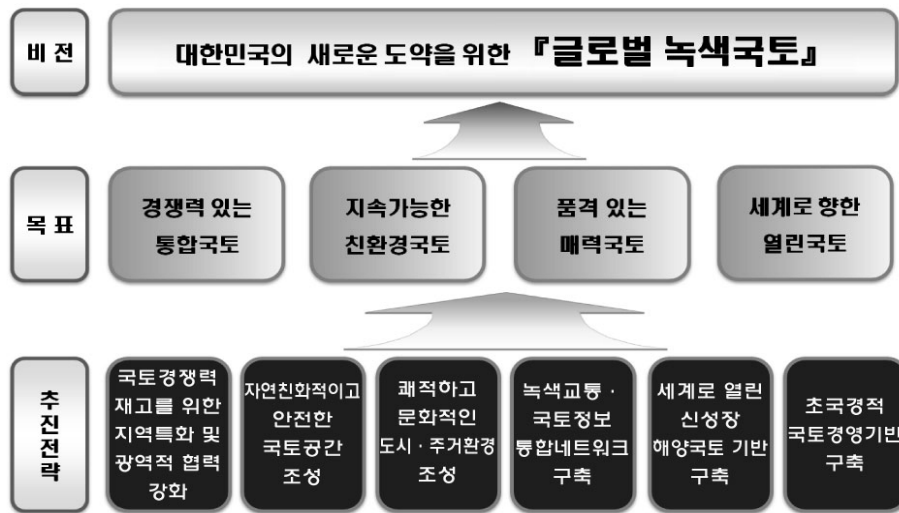 비 전
대한민국의 새로운 도약을 위한 『글로벌 녹색국토』
목 표
경쟁력 있는
통합국토
지속가능한
친환경국토
품격 있는
매력국토
세계로 향한
열린국토
추진전략
국토경쟁력
재고를 위한
지역특화 및
광역적 협력
강화
자연친화적이고
안전한
국토공간
조성
쾌적하고
문화적인
도시·주거환경
조성
녹색교통·
국토정보
통합네트워크
구축
세계로 열린
신성장
해양국토 기반
구축
초국경적
국토경영기반
구축